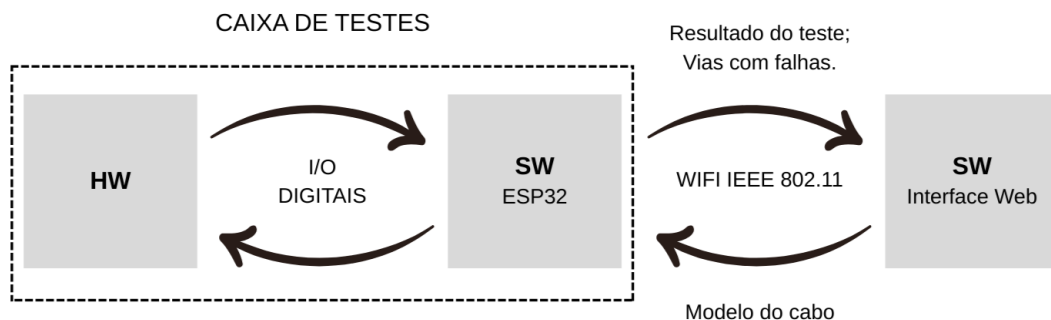 CAIXA DE TESTES
Resultado do teste;
Vias com falhas.
HW
I/O
DIGITAIS
SW
ESP32
WIFI IEEE 802.11
SW
Interface Web
Modelo do cabo